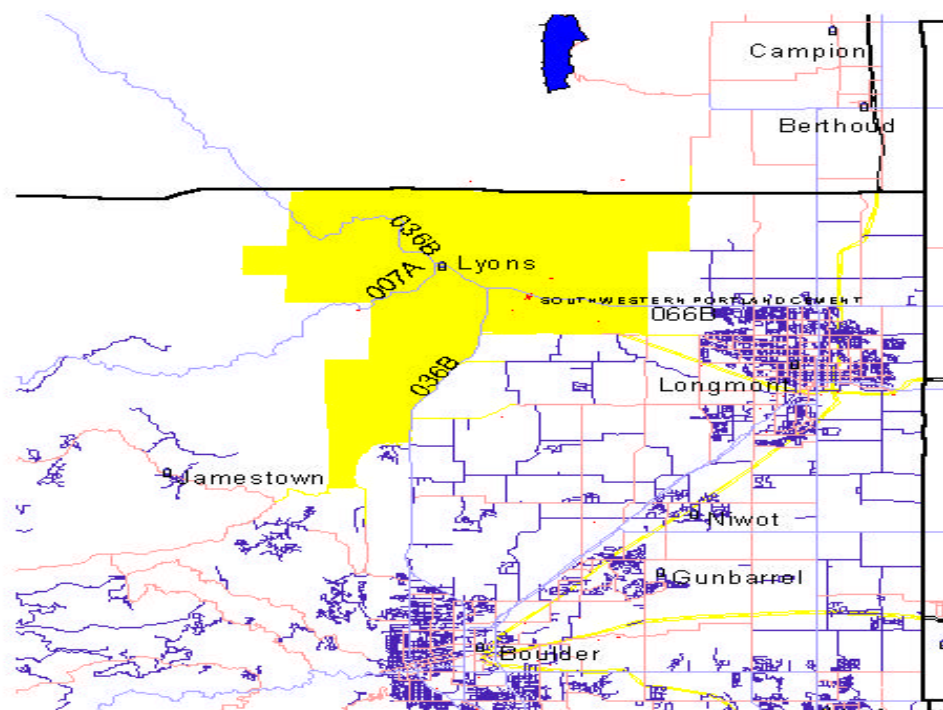 Campion
Berthoud
036B
Lyons
007A
SOUTHWESTERN PORTLAND CEMENT
066B
036B
Longmont
Jamestown
Niwot
Gunbarrel
Boulder